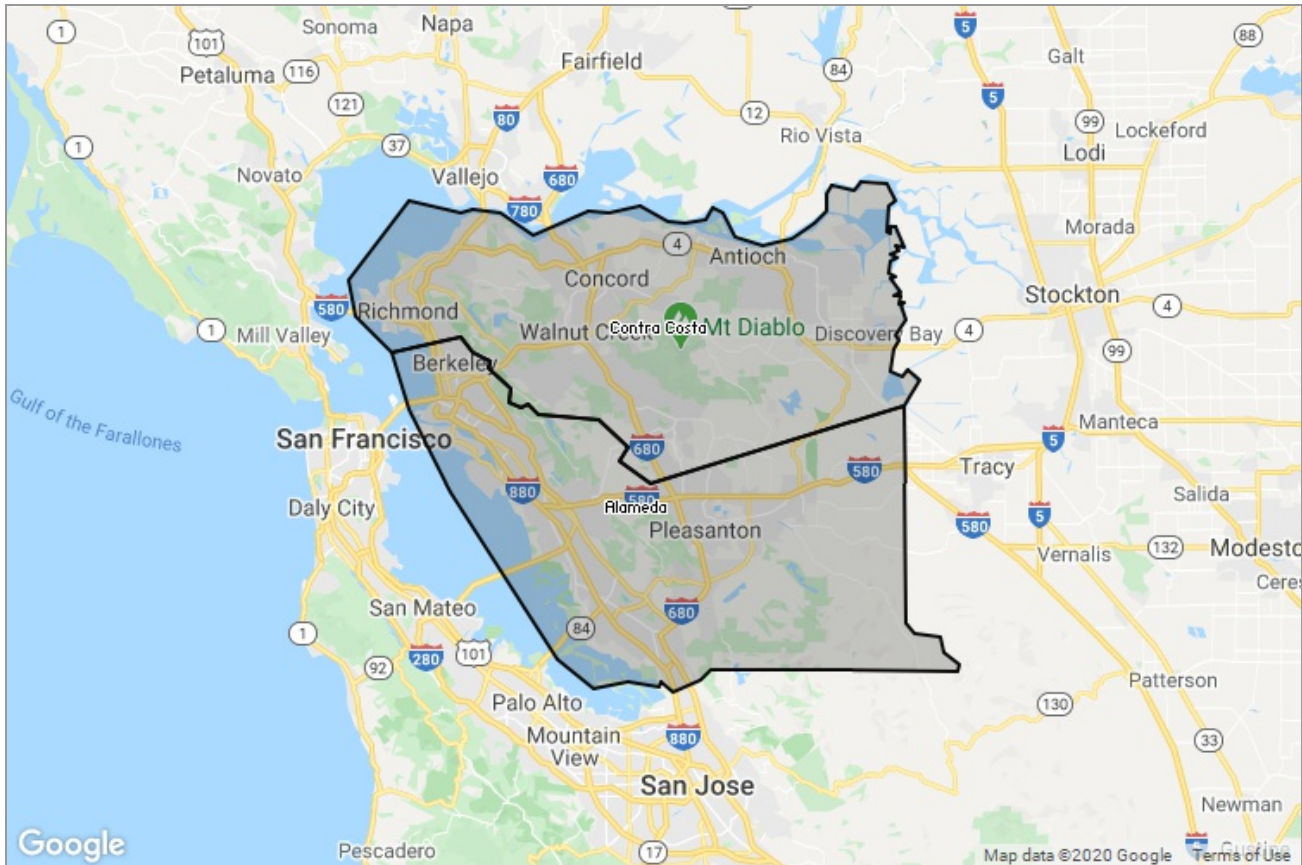 1
101
Sonoma
Napa
Fairfield
5
Galt
88
Petaluma
116
84
121
80
12
5
99
Lockeford
1
37
Rio Vista
Lodi
Novato
Vallejo
680
780
Morada
4
Antioch
Concord
580
Richmond
Stockton
4
1
Mill Valley
Walnut Creek
Contra Costa
Mt Diablo
Discovery Bay
4
99
Berkeley
Gulf of the Farallones
San Francisco
680
5
Manteca
580
Tracy
880
580
Salida
Daly City
Alameda
Pleasanton
5
580
Vernalis
132
Modesto
Ceres
San Mateo
680
1
84
92
280
101
Patterson
Palo Alto
130
Mountain
View
880
33
San Jose
Newman
Google
Pescadero
17
5
Gustine
Map data ©2020 Google
Terms of Use